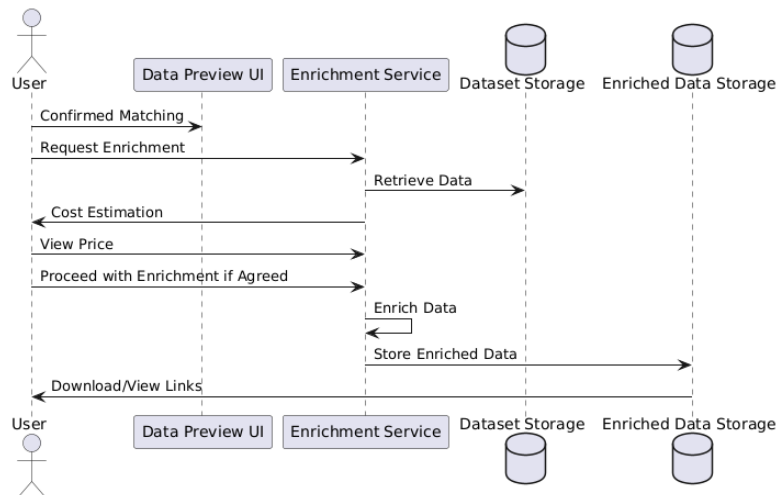 User
Data Preview UI
Enrichment Service
Dataset Storage
Enriched Data Storage
Confirmed Matching
Request Enrichment
Retrieve Data
Cost Estimation
View Price
Proceed with Enrichment if Agreed
Enrich Data
Store Enriched Data
Download/View Links
User
Data Preview UI
Enrichment Service
Dataset Storage
Enriched Data Storage